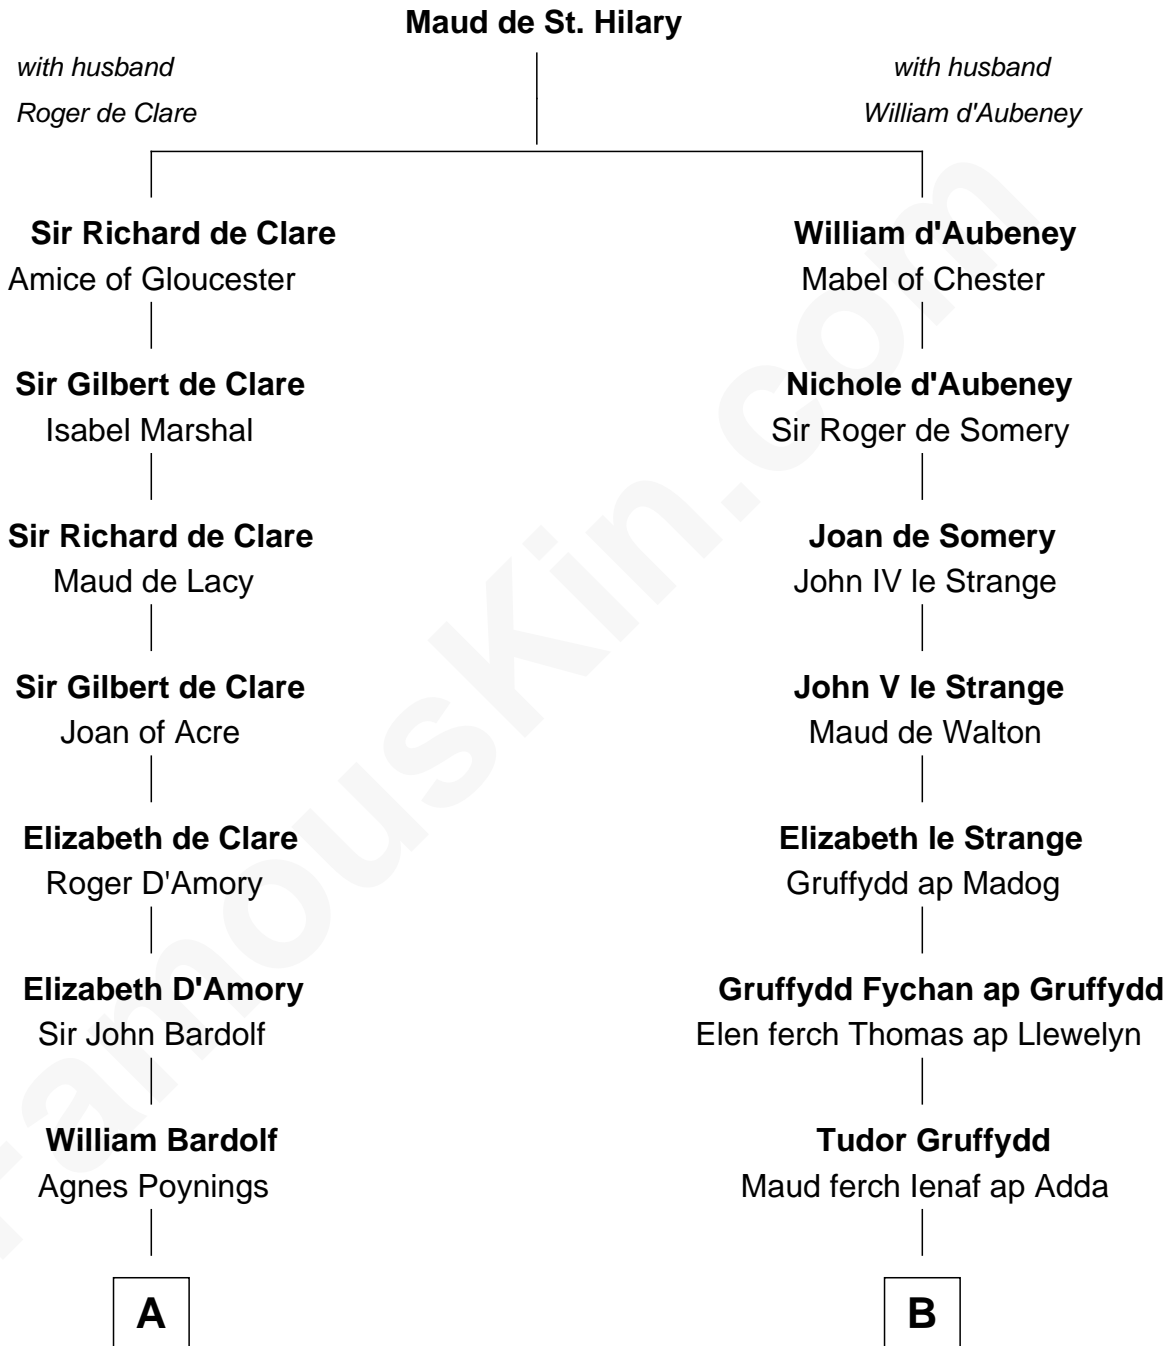 Maud de St. Hilary
with husband
Roger de Clare
with husband
William d'Aubeney
Sir Richard de Clare
Amice of Gloucester
William d'Aubeney
Mabel of Chester
Sir Gilbert de Clare
Isabel Marshal
Nichole d'Aubeney
Sir Roger de Somery
Sir Richard de Clare
Maud de Lacy
Joan de Somery
John IV le Strange
Sir Gilbert de Clare
Joan of Acre
John V le Strange
Maud de Walton
Elizabeth de Clare
Roger D'Amory
Elizabeth le Strange
Gruffydd ap Madog
Elizabeth D'Amory
Sir John Bardolf
Gruffydd Fychan ap Gruffydd
Elen ferch Thomas ap Llewelyn
William Bardolf
Agnes Poynings
Tudor Gruffydd
Maud ferch Ienaf ap Adda
A
B
FamousKin.com